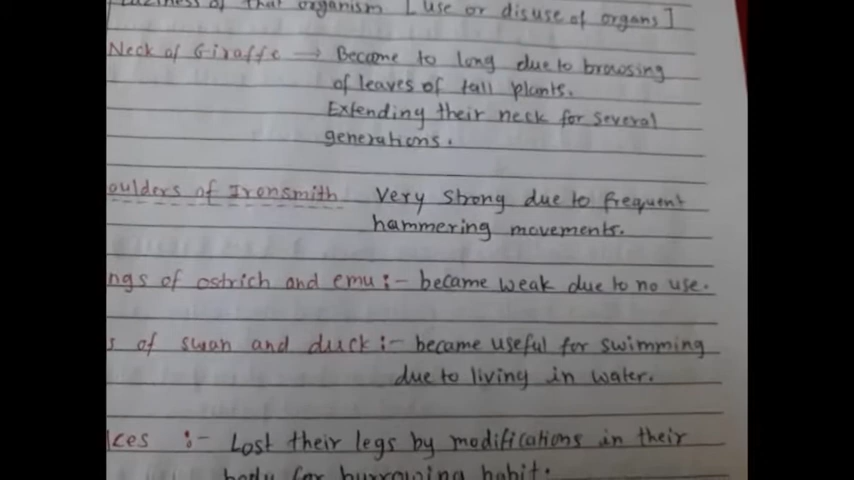 of that organism [use or disuse of organs]
Neck of Giraffe → Became to long due to browsing
of leaves of tall plants.
Extending their neck for several
generations.
oulders of Ironsmith Very strong due to frequent
hammering movements.
ngs of ostrich and emu :- became weak due to no use.
s of swan and duck :- became useful for swimming
due to living in water.
kes :- Lost their legs by modifications in their
body for burrowing habit.